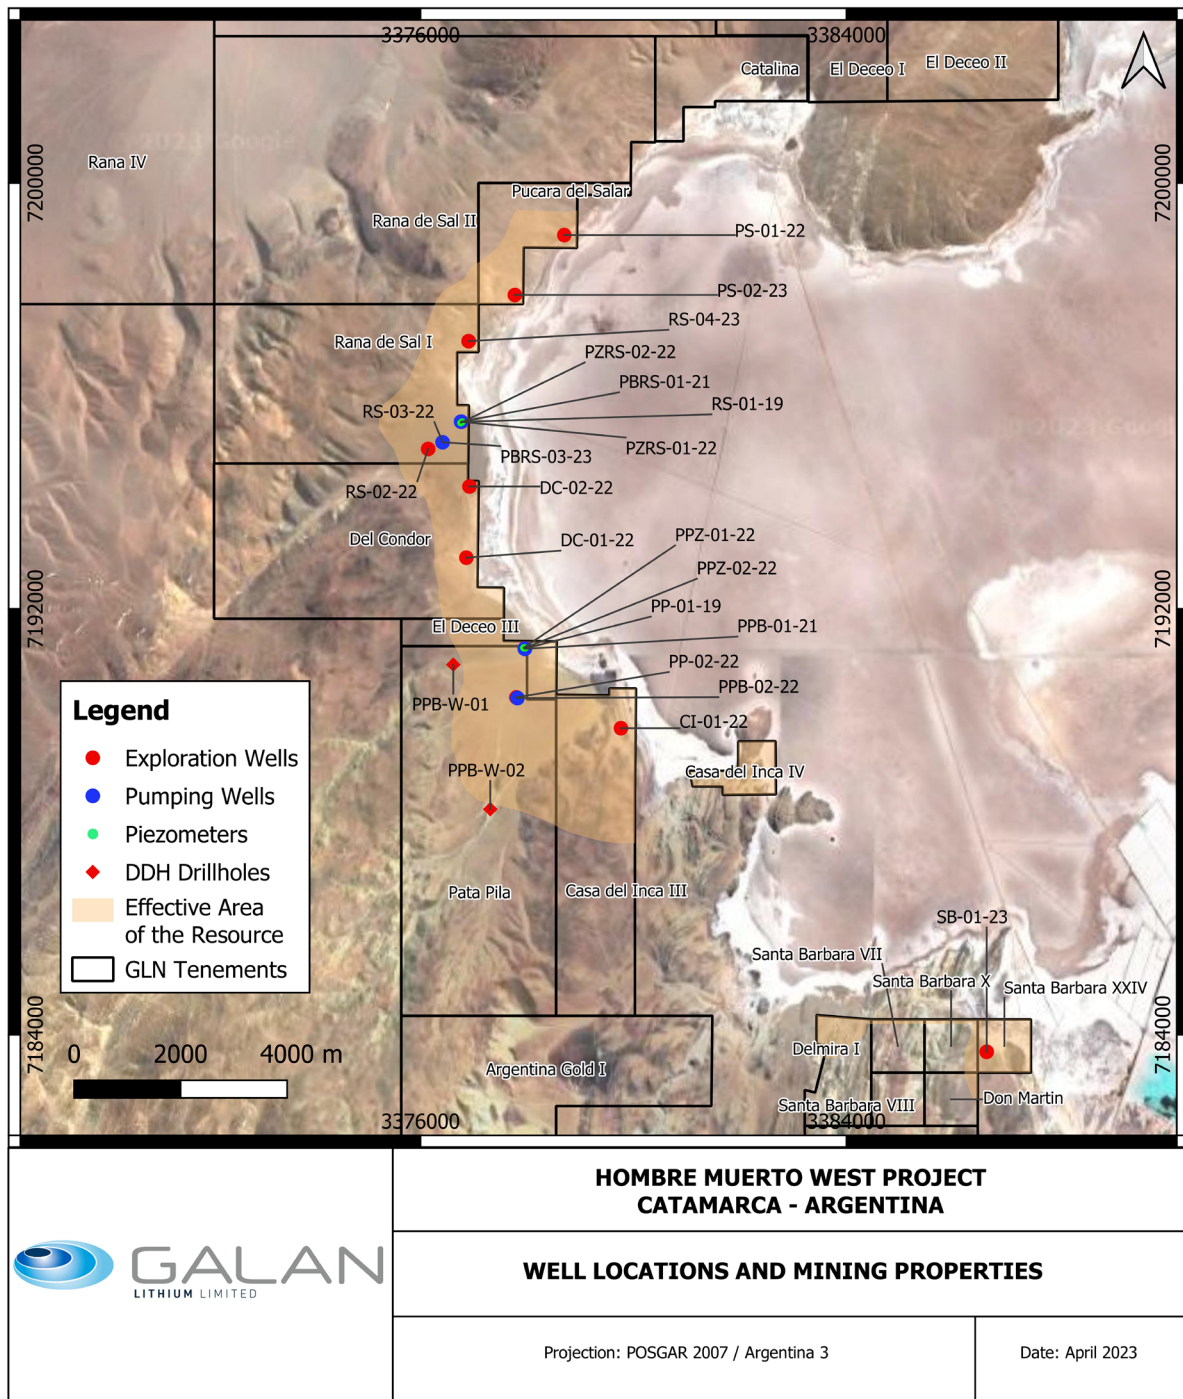 3376000
3384000
Catalina
El Deceo I
El Deceo II
2023 Google
Rana IV
7200000
7200000
Pucara del Salar
Rana de Sal II
PS-01-22
PS-02-23
RS-04-23
Rana de Sal I
PZRS-02-22
PBRS-01-21
RS-01-19
RS-03-22
©2023 Google
PZRS-01-22
PBRS-03-23
RS-02-22
DC-02-22
Del Condor
DC-01-22
PPZ-01-22
PPZ-02-22
7192000
7192000
PP-01-19
El Deceo III
PPB-01-21
PP-02-22
PPB-02-22
PPB-W-01
CI-01-22
Legend
Exploration Wells
Pumping Wells
Piezometers
DDH Drillholes
Effective Area
of the Resource
GLN Tenements
PPB-W-02
Casa del Inca IV
Pata Pila
Casa del Inca III
SB-01-23
Santa Barbara VII
Santa Barbara X
Santa Barbara XXIV
7184000
7184000
0 2000 4000 m
Delmira I
Argentina Gold I
Santa Barbara VIII
Don Martin
3376000
3384000
HOMBRE MUERTO WEST PROJECT
CATAMARCA - ARGENTINA
GALAN
LITHIUM LIMITED
WELL LOCATIONS AND MINING PROPERTIES
Projection: POSGAR 2007 / Argentina 3
Date: April 2023